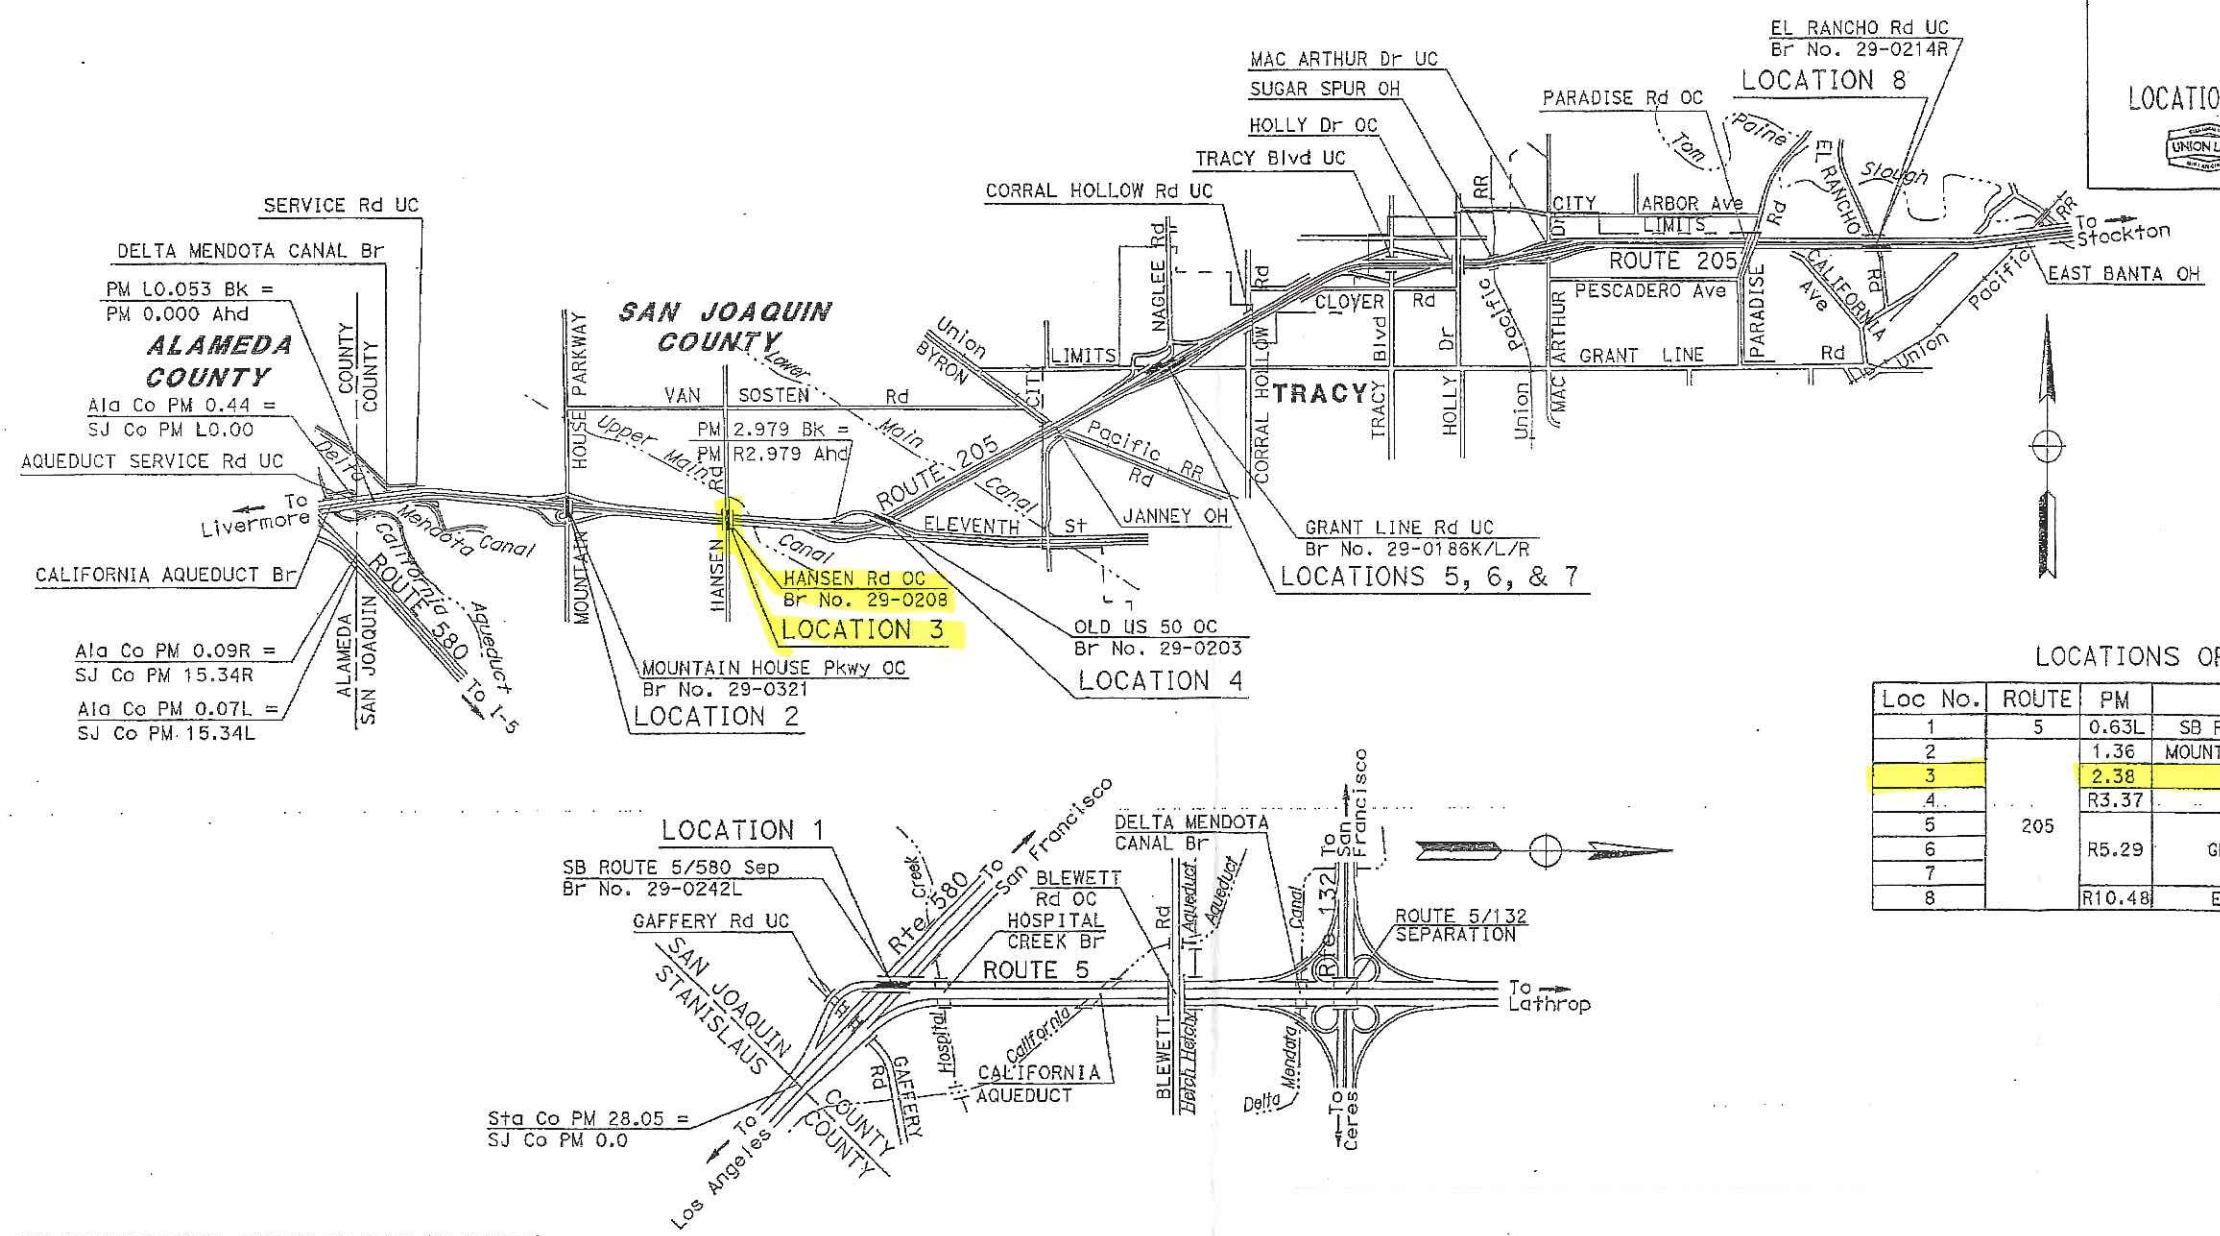 EL RANCHO Rd UC
Br No. 29-0214R
LOCATION 8
MAC ARTHUR Dr UC
SUGAR SPUR OH
HOLLY Dr OC
TRACY Blvd UC
CORRAL HOLLOW Rd UC
PARADISE Rd OC
LOCATIO
UNION L
SERVICE Rd UC
DELTA MENDOTA CANAL Br
PM L0.053 Bk =
PM 0.000 Ahd
ALAMEDA
COUNTY
Ala Co PM 0.44 =
SJ Co PM L0.00
AQUEDUCT SERVICE Rd UC
To
Livermore
CALIFORNIA AQUEDUCT Br
Ala Co PM 0.09R =
SJ Co PM 15.34R
Ala Co PM 0.07L =
SJ Co PM 15.34L
COUNTY
COUNTY
ALAMEDA
SAN JOAQUIN
Delta
Mendota
Canal
California
Aqueduct
ROUTE 580
To I-5
SAN JOAQUIN
COUNTY
MOUNTAIN
HOUSE PARKWAY
VAN SOSTEN Rd
Upper Main
Canal
PM 2.979 Bk =
PM R2.979 Ahd
HANSEN
Rd
Lower
Main
Canal
ROUTE 205
ELEVENTH St
HANSEN Rd OC
Br No. 29-0208
LOCATION 3
MOUNTAIN HOUSE Pkwy OC
Br No. 29-0321
LOCATION 2
OLD US 50 OC
Br No. 29-0203
LOCATION 4
JANNEY OH
GRANT LINE Rd UC
Br No. 29-0186K/L/R
LOCATIONS 5, 6, & 7
Union
Pacific RR
BYRON
Rd
CITY
LIMITS
NAGLEE Rd
CORRAL HOLLOW
Rd
TRACY
CLOVER Rd
TRACY
Blvd
HOLLY
Dr
Union
Pacific
RR
MAC ARTHUR
Dr
CITY
LIMITS
ARBOR Ave
ROUTE 205
PESCADERO Ave
GRANT LINE Rd
PARADISE
Rd
Tom
Paine
Slough
EL RANCHO
Rd
CALIFORNIA
Ave
Union
Pacific
RR
To
Stockton
EAST BANTA OH
LOCATIONS OF
Loc No. ROUTE PM
1 5 0.63L SB R
2 1.36 MOUNT
3 2.38
4 R3.37
5 205
6 R5.29 G
7
8 R10.48 E
LOCATION 1
SB ROUTE 5/580 Sep
Br No. 29-0242L
GAFFERY Rd UC
SAN JOAQUIN
STANISLAUS
COUNTY
COUNTY
Sta Co PM 28.05 =
SJ Co PM 0.0
To
Los Angeles
GAFFERY
Rd
Rte 580
To
San Francisco
Creek
Hospital
BLEWETT
Rd OC
HOSPITAL
CREEK Br
ROUTE 5
California
Aqueduct
CALIFORNIA
AQUEDUCT
DELTA MENDOTA
CANAL Br
BLEWETT
Rd
Hetch Hetchy
Aqueduct
Delta
Mendota
Canal
Rte 132
To
San
Francisco
ROUTE 5/132
SEPARATION
To
Lathrop
To
Ceres